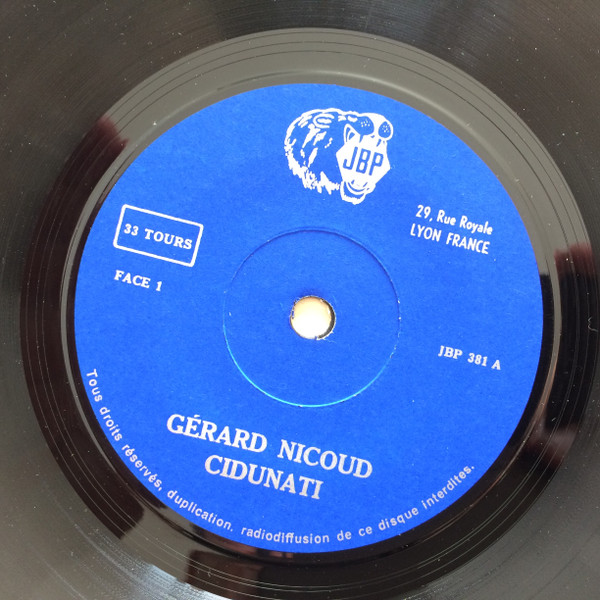 JBP
29, Rue Royale
LYON FRANCE
33 TOURS
FACE 1
JBP 381 A
GÉRARD NICOUD
CIDUNATI
Tous droits réservés, duplication, radiodiffusion de ce disque interdites.